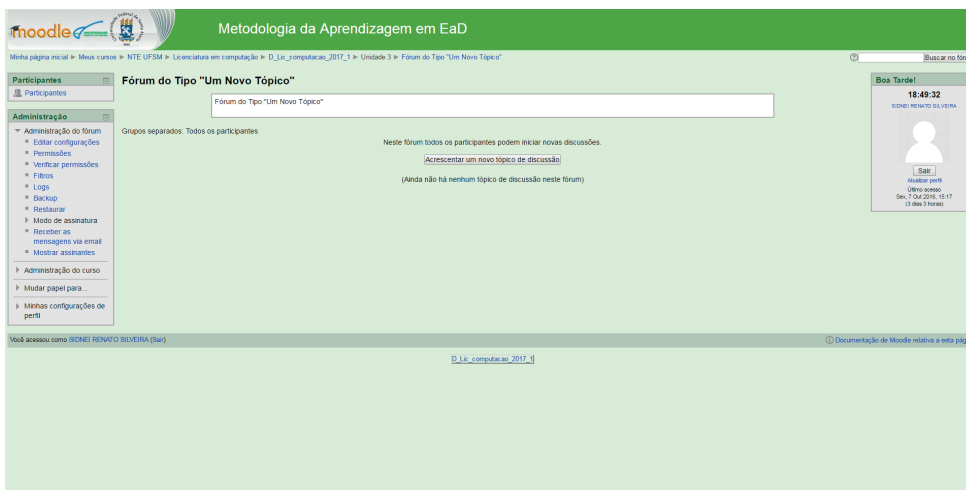 moodle
Metodologia da Aprendizagem em EaD
Minha página inicial ► Meus cursos ► NTE UFSM ► Licenciatura em computação ► D_Lic_computacao_2017_1 ► Unidade 3 ► Fórum do Tipo "Um Novo Tópico"
Buscar no fór
Participantes
Participantes
Administração
Administração do fórum
Editar configurações
Permissões
Verificar permissões
Filtros
Logs
Backup
Restaurar
Modo de assinatura
Receber as
mensagens via email
Mostrar assinantes
Administração do curso
Mudar papel para...
Minhas configurações de
perfil
Fórum do Tipo "Um Novo Tópico"
Fórum do Tipo "Um Novo Tópico"
Grupos separados: Todos os participantes
Neste fórum todos os participantes podem iniciar novas discussões.
Acrescentar um novo tópico de discussão
(Ainda não há nenhum tópico de discussão neste fórum)
Boa Tarde!
18:49:32
SIDNEI RENATO SILVEIRA
Sair
Atualizar perfil
Último acesso
Sex, 7 Out 2016, 15:17
(3 dias 3 horas)
Você acessou como SIDNEI RENATO SILVEIRA (Sair)
Documentação de Moodle relativa a esta pág
D_Lic_computacao_2017_1